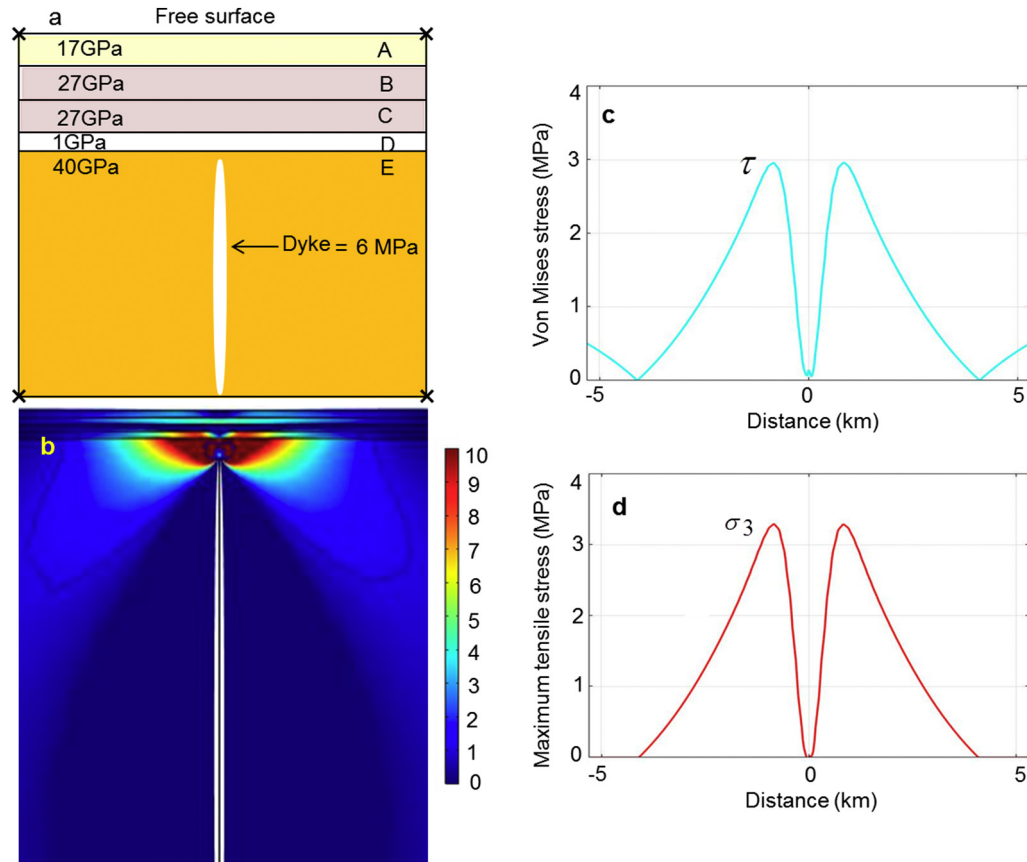 a
Free surface
17GPa A
27GPa B
27GPa C
1GPa D
40GPa E
Dyke = 6 MPa
b
10
9
8
7
6
5
4
3
2
1
0
c
τ
Von Mises stress (MPa)
4
3
2
1
0
-5 0 5
Distance (km)
d
σ3
Maximum tensile stress (MPa)
4
3
2
1
0
-5 0 5
Distance (km)